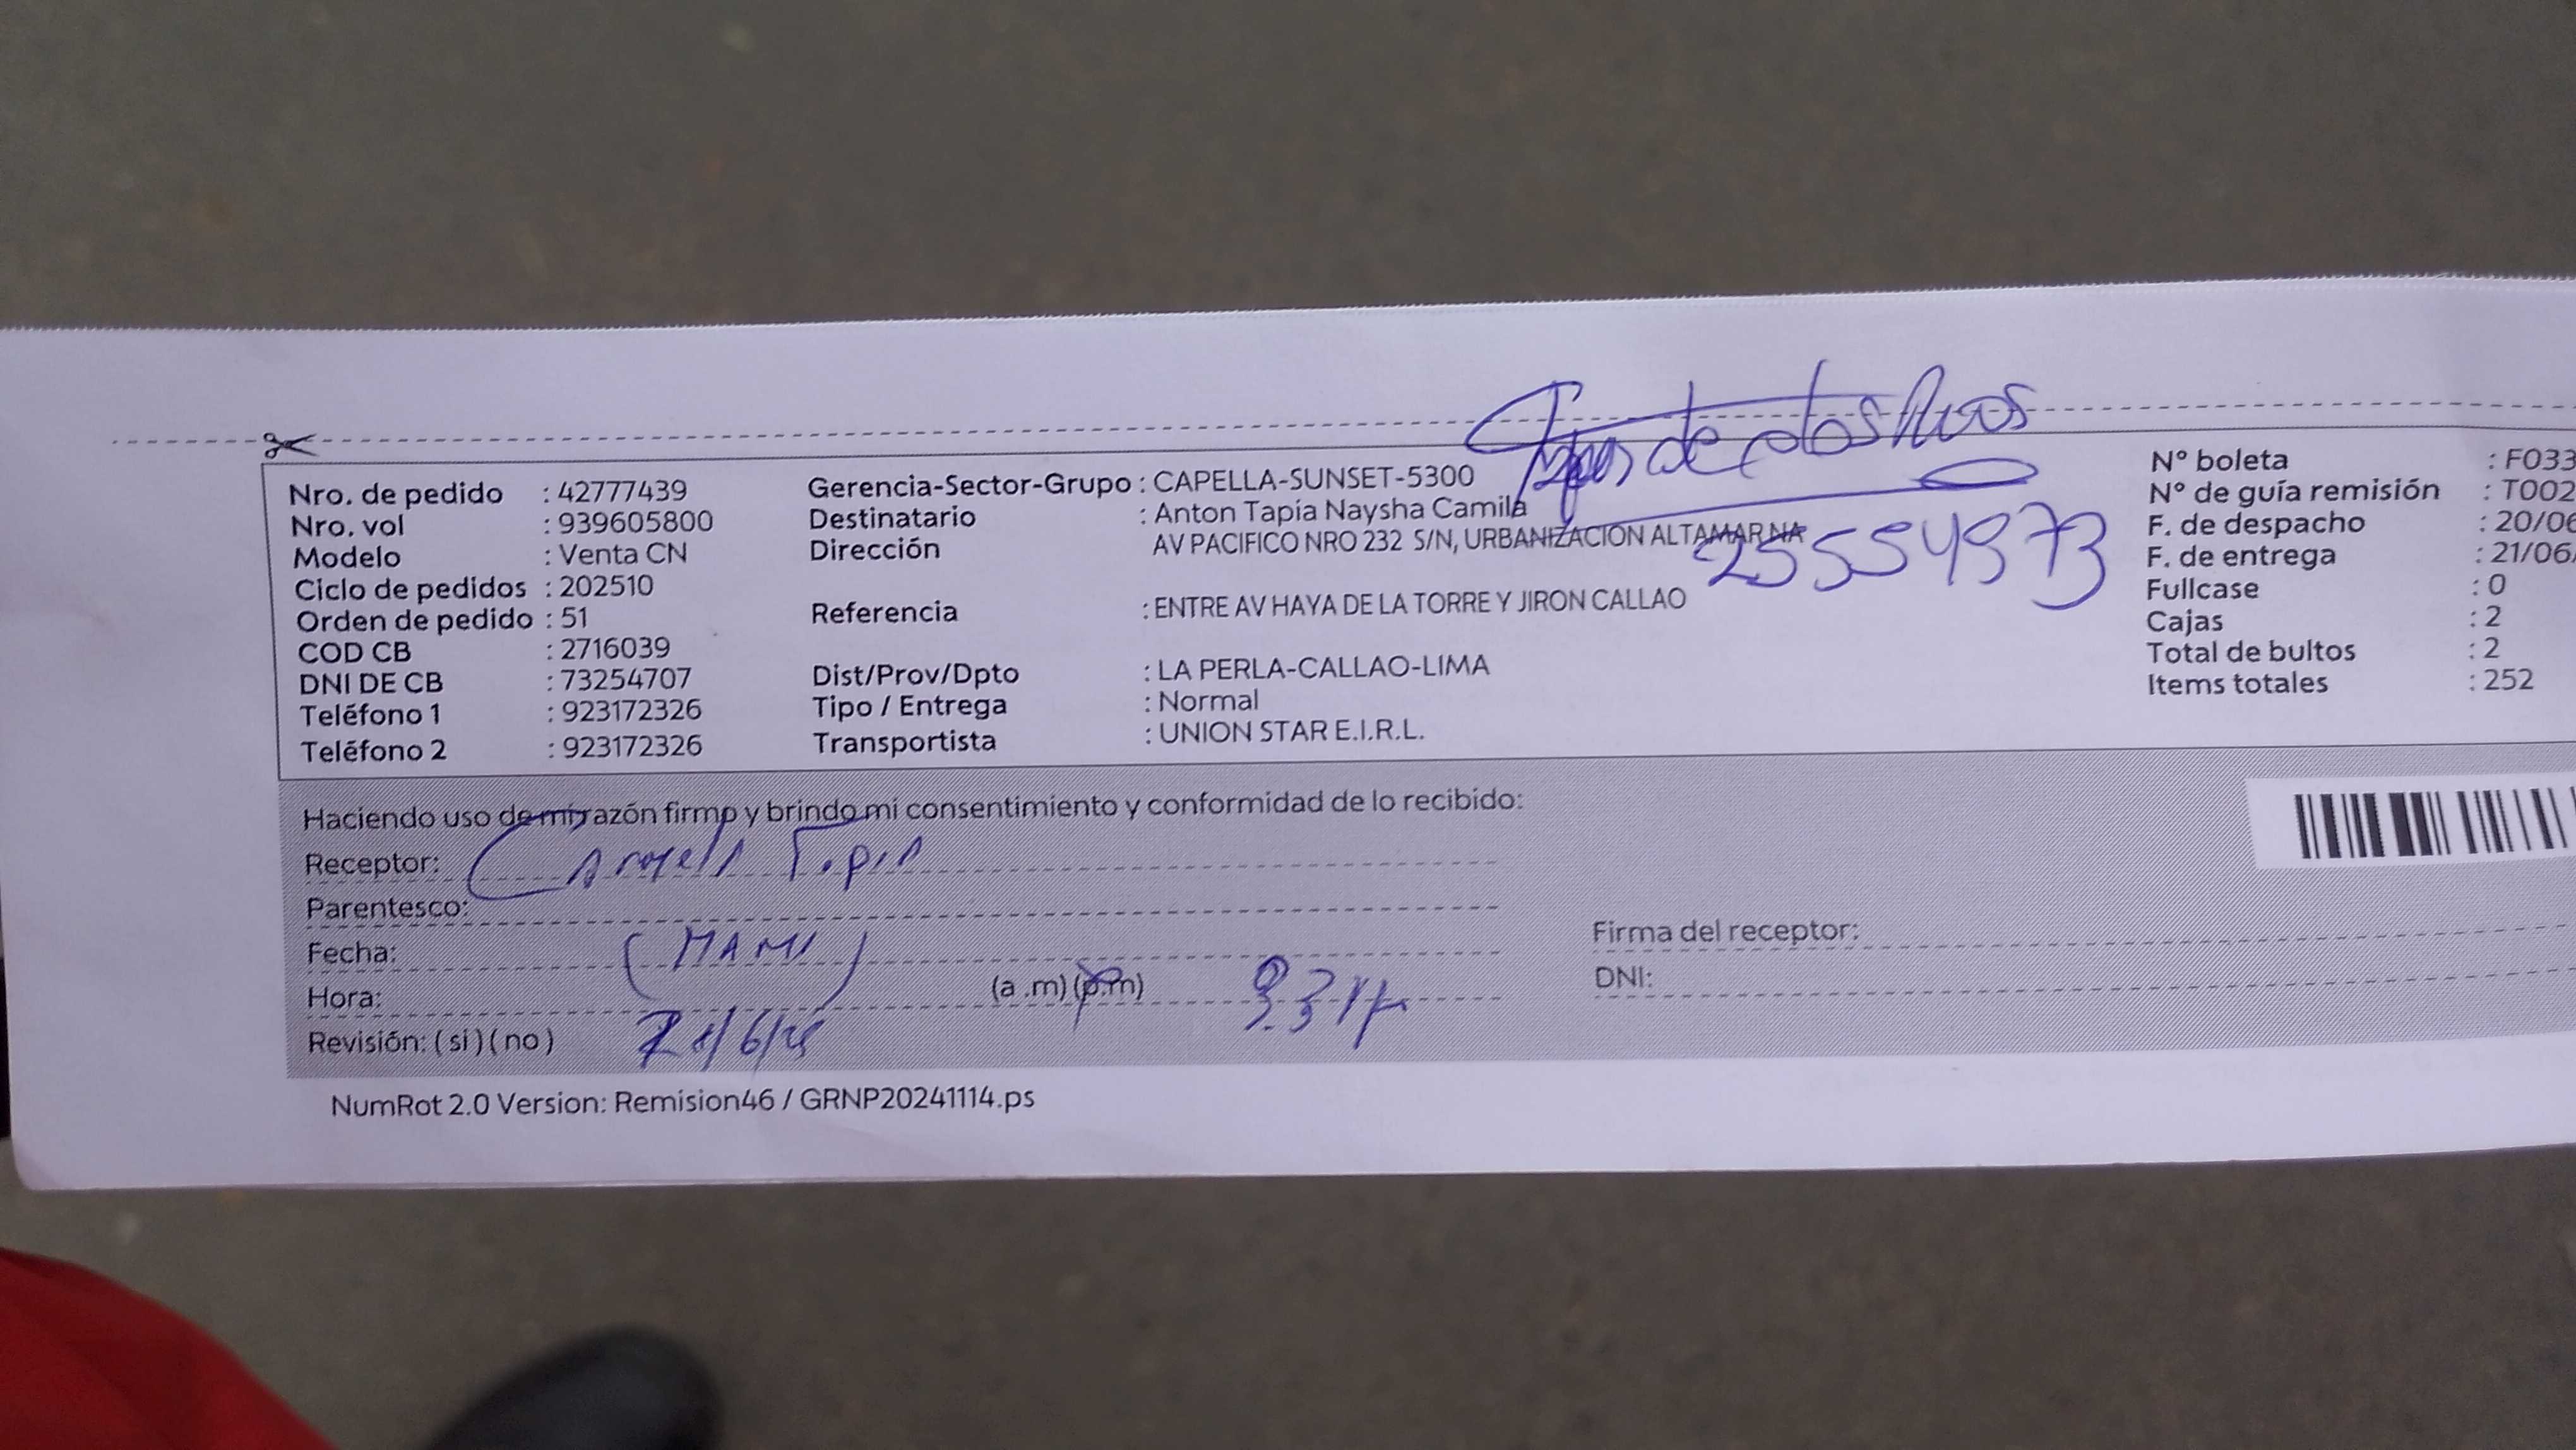 Nro. de pedido : 42777439
Nro. vol : 939605800
Modelo : Venta CN
Ciclo de pedidos : 202510
Orden de pedido : 51
COD CB : 2716039
DNI DE CB : 73254707
Teléfono 1 : 923172326
Teléfono 2 : 923172326
Gerencia-Sector-Grupo : CAPELLA-SUNSET-5300
Destinatario : Anton Tapia Naysha Camila
Dirección AV PACIFICO NRO 232 S/N, URBANIZACION ALTAMAR NA
Referencia : ENTRE AV HAYA DE LA TORRE Y JIRON CALLAO
Dist/Prov/Dpto : LA PERLA-CALLAO-LIMA
Tipo / Entrega : Normal
Transportista : UNION STAR E.I.R.L.
de los Rios
25554973
N° boleta : F033
N° de guía remisión : T002
F. de despacho : 20/06
F. de entrega : 21/06
Fullcase : 0
Cajas : 2
Total de bultos : 2
Items totales : 252
Haciendo uso de mi razón firmo y brindo mi consentimiento y conformidad de lo recibido:
Receptor: Tapia
Parentesco:
Fecha: (MAMI)
Hora: (a .m) (p.m)
Revisión: ( si ) ( no ) 21/6/25
Firma del receptor:
DNI:
NumRot 2.0 Version: Remision46 / GRNP20241114.ps